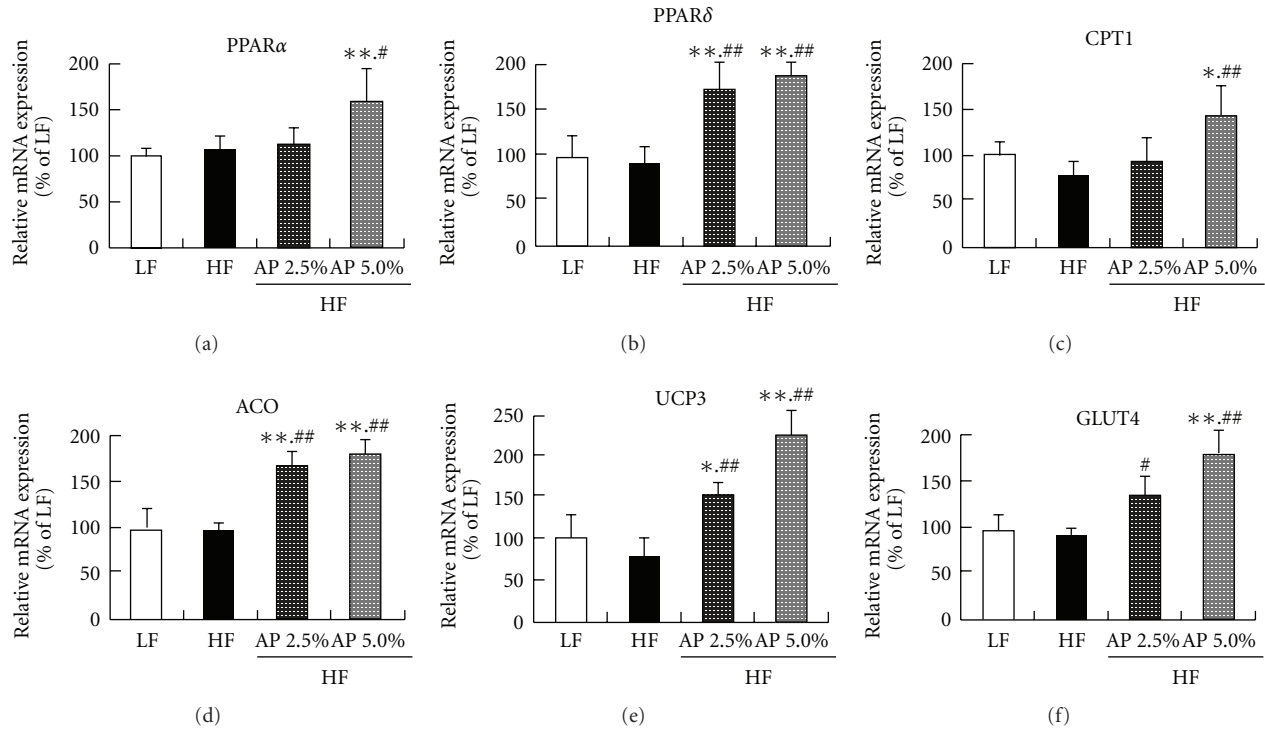 PPARα
Relative mRNA expression
(% of LF)
200
150
100
50
0
**.#
LF HF AP 2.5% AP 5.0%
HF
(a)
PPARδ
Relative mRNA expression
(% of LF)
200
150
100
50
0
**.## **.##
LF HF AP 2.5% AP 5.0%
HF
(b)
CPT1
Relative mRNA expression
(% of LF)
200
150
100
50
0
*.##
LF HF AP 2.5% AP 5.0%
HF
(c)
ACO
Relative mRNA expression
(% of LF)
200
150
100
50
0
**.## **.##
LF HF AP 2.5% AP 5.0%
HF
(d)
UCP3
Relative mRNA expression
(% of LF)
250
200
150
100
50
0
*.## **.##
LF HF AP 2.5% AP 5.0%
HF
(e)
GLUT4
Relative mRNA expression
(% of LF)
200
150
100
50
0
# **.##
LF HF AP 2.5% AP 5.0%
HF
(f)